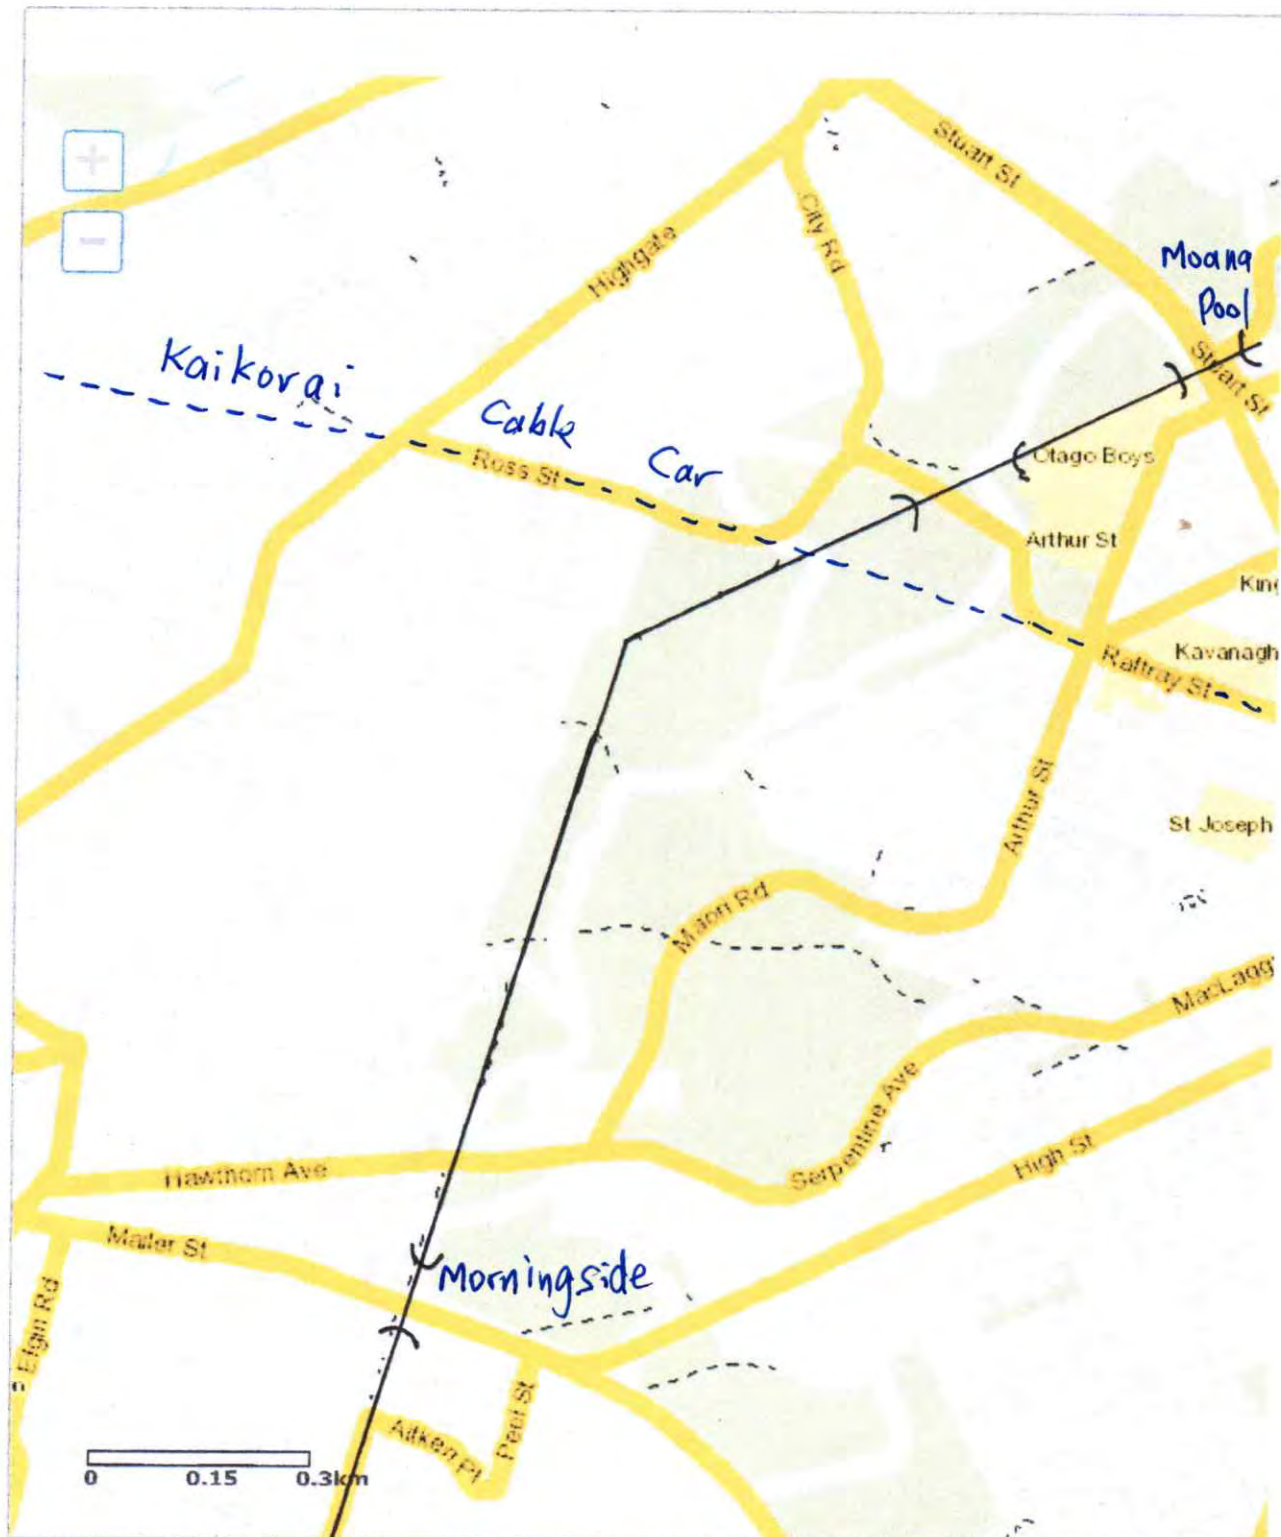 +
-
Stuart St
City Rd
Highgate
Moana
Pool
Stuart St
Kaikorai
Cable
Car
Ross St
Otago Boys
Arthur St
King
Kavanagh
Rattray St
Arthur St
St Joseph
Maori Rd
MacLagg
Serpentine Ave
High St
Hawthorn Ave
Mailer St
Morningside
Elgin Rd
Peel St
Aitken Pl
0 0.15 0.3km